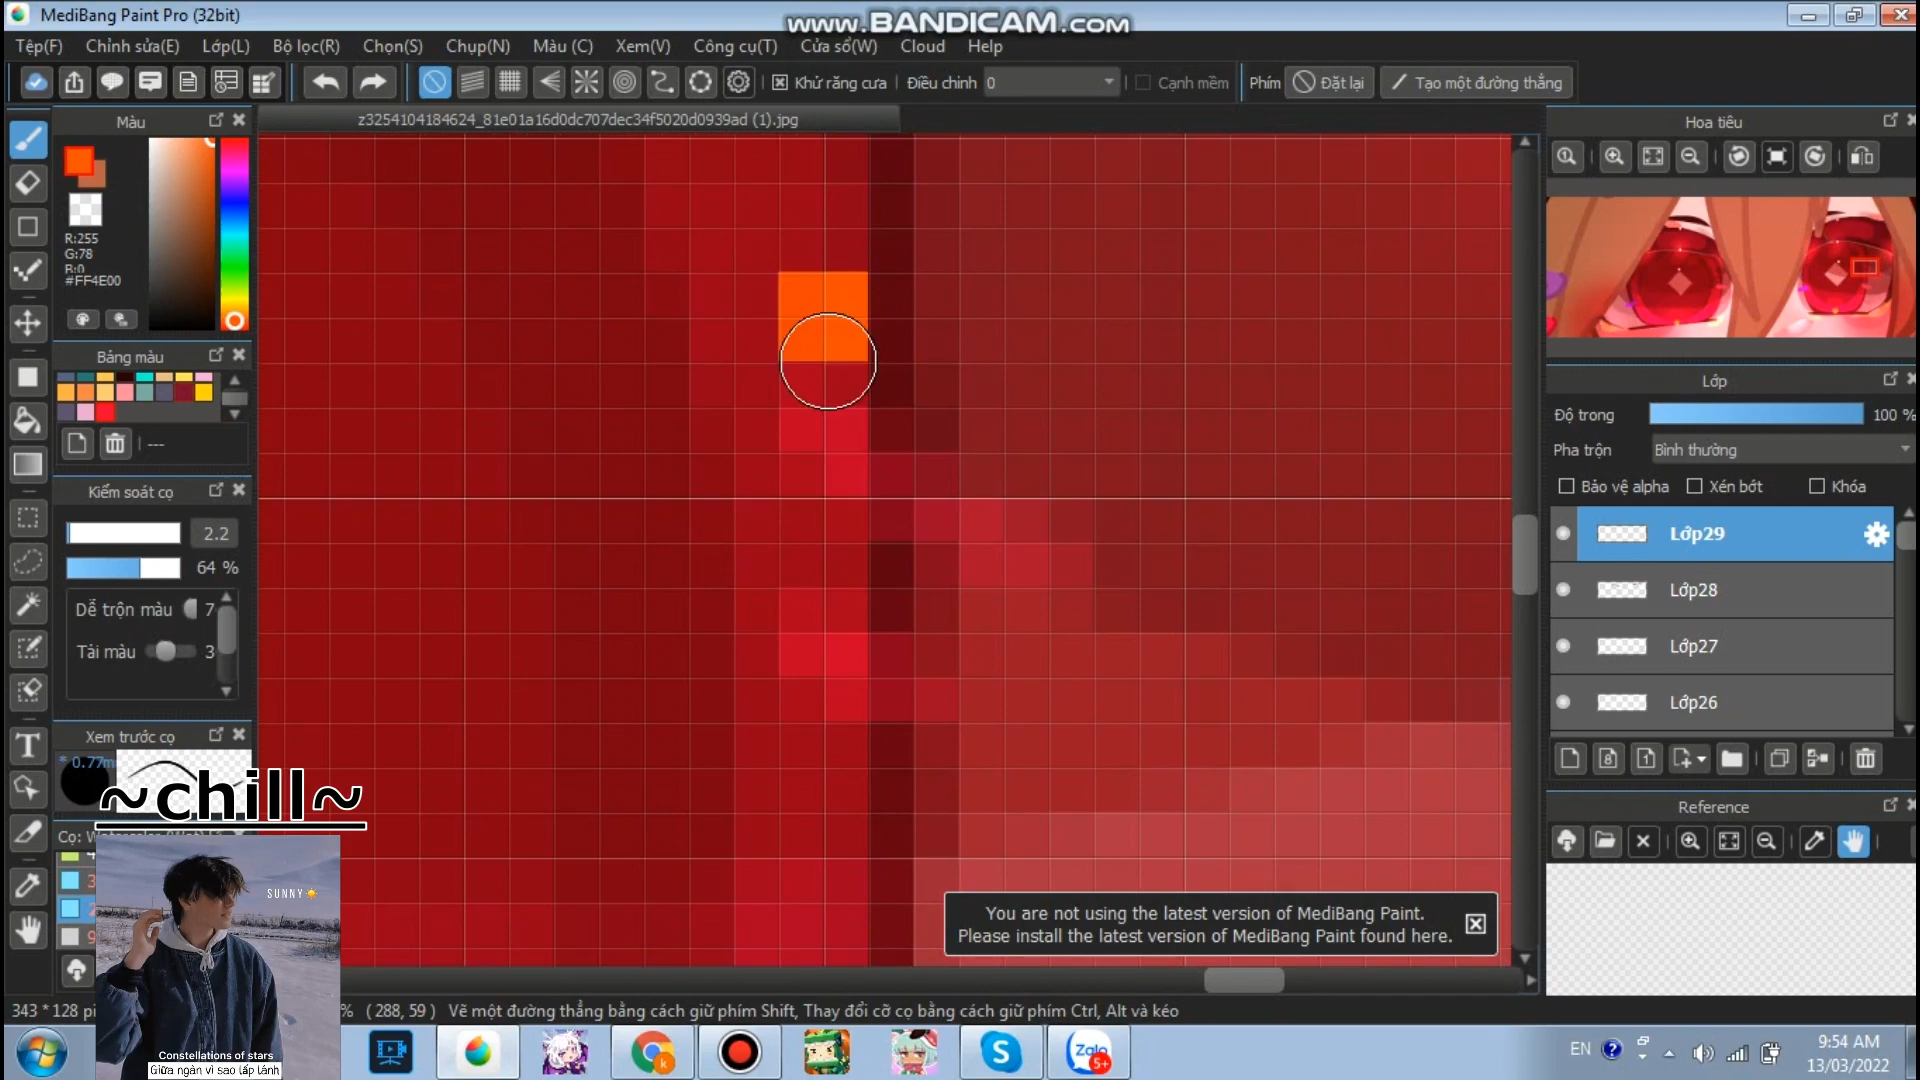 MediBang Paint Pro (32bit)
www.BANDICAM.com
Tệp(F) Chỉnh sửa(E) Lớp(L) Bộ lọc(R) Chọn(S) Chụp(N) Màu (C) Xem(V) Công cụ(T) Cửa sổ(W) Cloud Help
Khử răng cưa Điều chỉnh 0 Cạnh mềm Phím Đặt lại Tạo một đường thẳng
z3254104184624_81e01a16d0dc707dec34f5020d0939ad (1).jpg
Màu
R:255
G:78
B:0
#FF4E00
Bảng màu
---
Kiểm soát cọ
2.2
64 %
Dễ trộn màu 7
Tải màu 3
Xem trước cọ
* 0.77m
~chill~
Cọ:
SUNNY
Constellations of stars
Giữa ngàn vì sao lấp lánh
Hoa tiêu
Lớp
Độ trong 100 %
Pha trộn Bình thường
Bảo vệ alpha Xén bớt Khóa
Lớp29
Lớp28
Lớp27
Lớp26
Reference
You are not using the latest version of MediBang Paint.
Please install the latest version of MediBang Paint found here.
343 * 128 pi % ( 288, 59 ) Vẽ một đường thẳng bằng cách giữ phím Shift, Thay đổi cỡ cọ bằng cách giữ phím Ctrl, Alt và kéo
Zalo
5+
EN
9:54 AM
13/03/2022